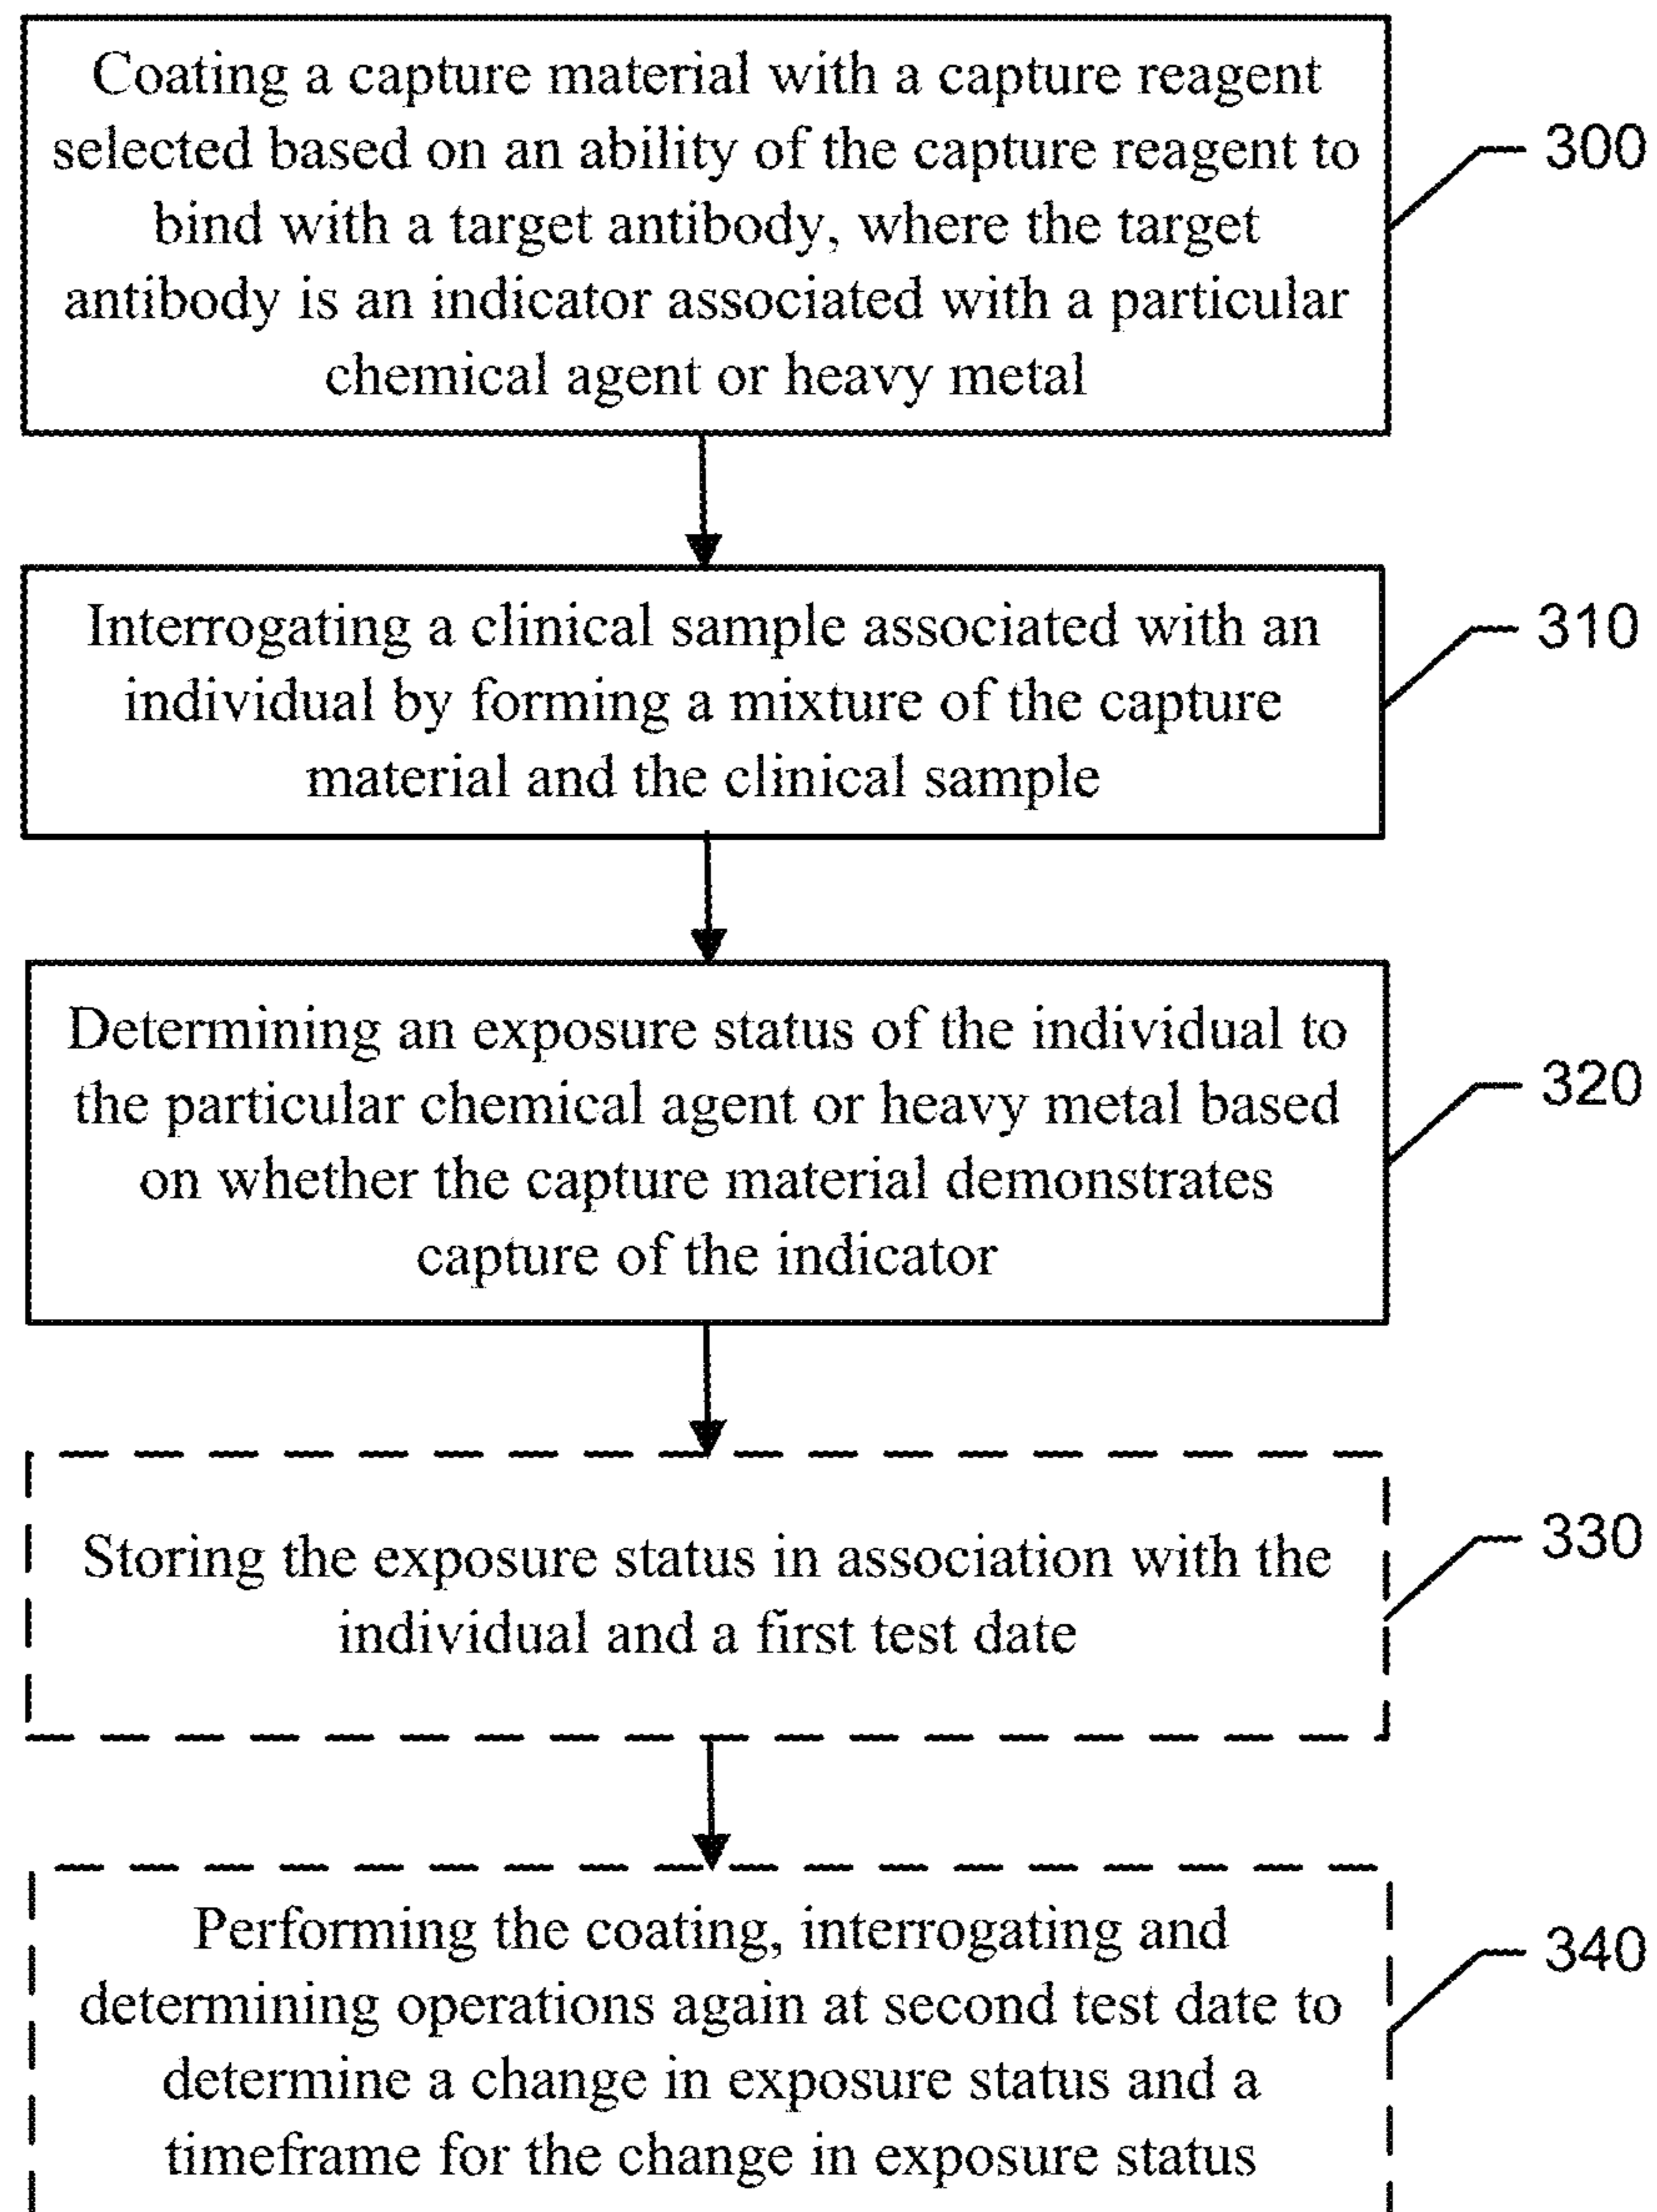 Coating a capture material with a capture reagent
selected based on an ability of the capture reagent to
bind with a target antibody, where the target
antibody is an indicator associated with a particular
chemical agent or heavy metal
300
Interrogating a clinical sample associated with an
individual by forming a mixture of the capture
material and the clinical sample
310
Determining an exposure status of the individual to
the particular chemical agent or heavy metal based
on whether the capture material demonstrates
capture of the indicator
320
Storing the exposure status in association with the
individual and a first test date
330
Performing the coating, interrogating and
determining operations again at second test date to
determine a change in exposure status and a
timeframe for the change in exposure status
340